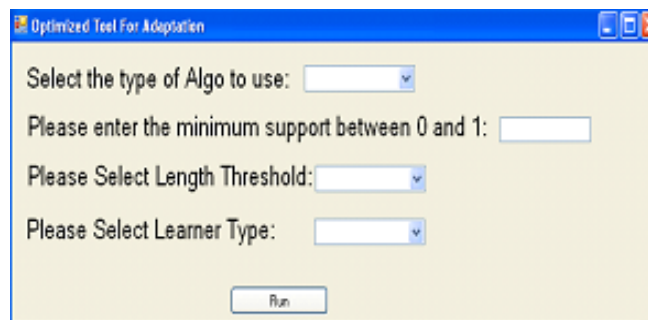 Optimized Tool For Adaptation
Select the type of Algo to use:
Please enter the minimum support between 0 and 1:
Please Select Length Threshold:
Please Select Learner Type:
Run